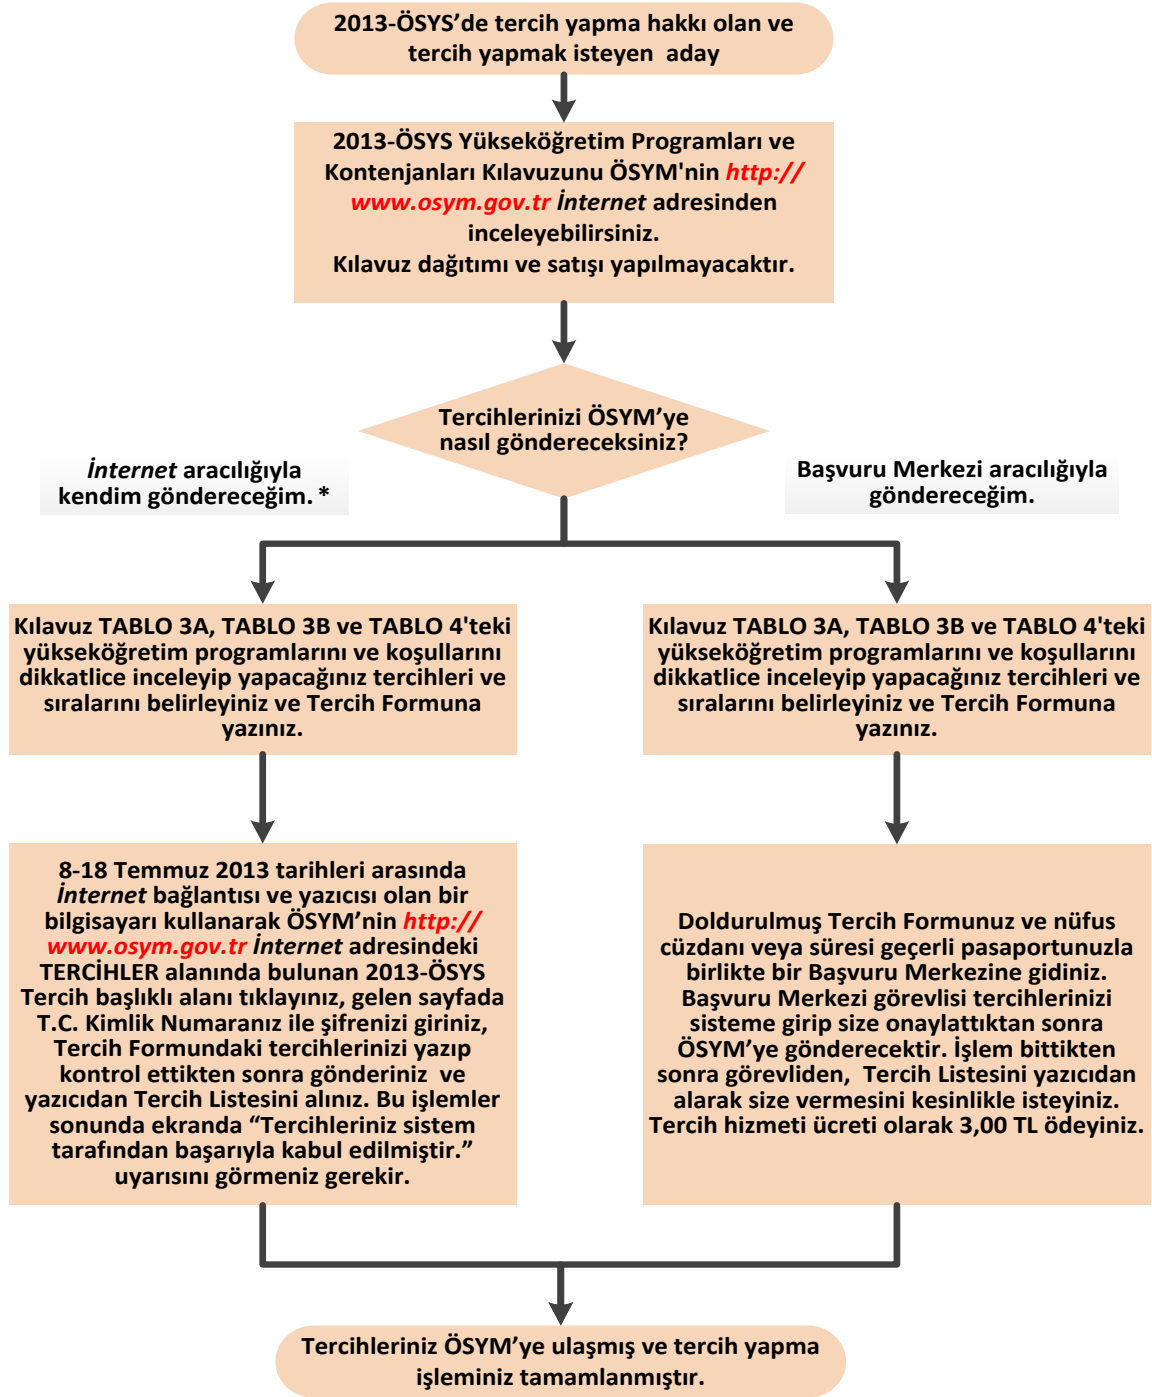 2013-ÖSYS’de tercih yapma hakkı olan ve
tercih yapmak isteyen aday
2013-ÖSYS Yükseköğretim Programları ve
Kontenjanları Kılavuzunu ÖSYM'nin http://
www.osym.gov.tr İnternet adresinden
inceleyebilirsiniz.
Kılavuz dağıtımı ve satışı yapılmayacaktır.
Tercihlerinizi ÖSYM’ye
nasıl göndereceksiniz?
İnternet aracılığıyla
kendim göndereceğim. *
Başvuru Merkezi aracılığıyla
göndereceğim.
Kılavuz TABLO 3A, TABLO 3B ve TABLO 4'teki
yükseköğretim programlarını ve koşullarını
dikkatlice inceleyip yapacağınız tercihleri ve
sıralarını belirleyiniz ve Tercih Formuna
yazınız.
Kılavuz TABLO 3A, TABLO 3B ve TABLO 4'teki
yükseköğretim programlarını ve koşullarını
dikkatlice inceleyip yapacağınız tercihleri ve
sıralarını belirleyiniz ve Tercih Formuna
yazınız.
8-18 Temmuz 2013 tarihleri arasında
İnternet bağlantısı ve yazıcısı olan bir
bilgisayarı kullanarak ÖSYM’nin http://
www.osym.gov.tr İnternet adresindeki
TERCİHLER alanında bulunan 2013-ÖSYS
Tercih başlıklı alanı tıklayınız, gelen sayfada
T.C. Kimlik Numaranız ile şifrenizi giriniz,
Tercih Formundaki tercihlerinizi yazıp
kontrol ettikten sonra gönderiniz ve
yazıcıdan Tercih Listesini alınız. Bu işlemler
sonunda ekranda “Tercihleriniz sistem
tarafından başarıyla kabul edilmiştir.”
uyarısını görmeniz gerekir.
Doldurulmuş Tercih Formunuz ve nüfus
cüzdanı veya süresi geçerli pasaportunuzla
birlikte bir Başvuru Merkezine gidiniz.
Başvuru Merkezi görevlisi tercihlerinizi
sisteme girip size onaylattıktan sonra
ÖSYM’ye gönderecektir. İşlem bittikten
sonra görevliden, Tercih Listesini yazıcıdan
alarak size vermesini kesinlikle isteyiniz.
Tercih hizmeti ücreti olarak 3,00 TL ödeyiniz.
Tercihleriniz ÖSYM’ye ulaşmış ve tercih yapma
işleminiz tamamlanmıştır.